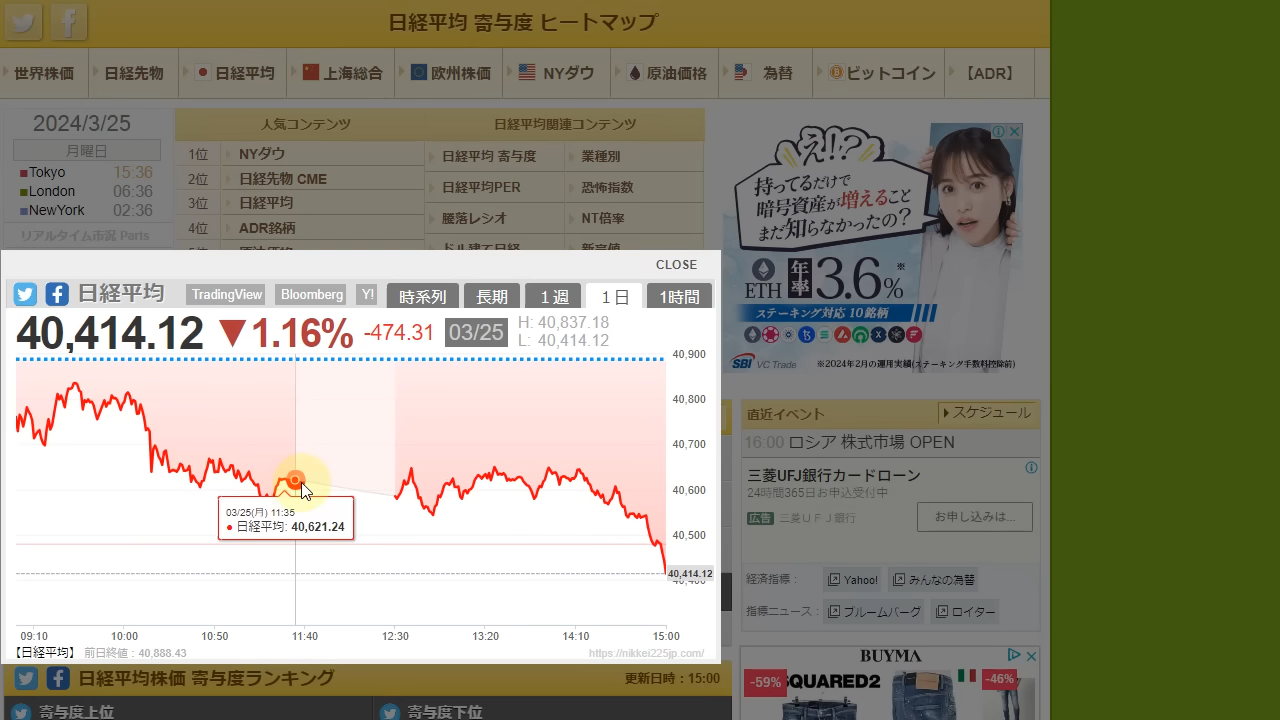 日経平均 寄与度 ヒートマップ
世界株価
日経先物
日経平均
上海総合
欧州株価
NYダウ
原油価格
為替
ビットコイン
【ADR】
2024/3/25
月曜日
Tokyo 15:36
London 06:36
NewYork 02:36
リアルタイム市況 Parts
人気コンテンツ
1位 NYダウ
2位 日経先物 CME
3位 日経平均
4位 ADR銘柄
日経平均関連コンテンツ
日経平均 寄与度 業種別
日経平均PER 恐怖指数
騰落レシオ NT倍率
ドル建て日経 新高値
え!?
持ってるだけで
暗号資産が増えること
まだ知らなかったの?
ETH 年率 3.6%※
ステーキング対応 10銘柄
SBI VC Trade
※2024年2月の運用実績(ステーキング手数料控除前)
CLOSE
日経平均
TradingView
Bloomberg
Y!
時系列
長期
1週
1日
1時間
40,414.12 ▼1.16% -474.31 03/25
H: 40,837.18
L: 40,414.12
40,900
40,800
40,700
40,600
40,500
40,414.12
40,400
03/25(月) 11:35
● 日経平均: 40,621.24
09:10 10:00 10:50 11:40 12:30 13:20 14:10 15:00
【日経平均】 前日終値：40,888.43
https://nikkei225jp.com/
直近イベント
スケジュール
16:00 ロシア 株式市場 OPEN
三菱UFJ銀行カードローン
24時間365日お申込受付中
広告 三菱ＵＦＪ銀行
お申し込みは...
経済指標： Yahoo! みんなの為替
指標ニュース： ブルームバーグ ロイター
日経平均株価 寄与度ランキング
更新日時：15:00
寄与度上位
寄与度下位
BUYMA
-59%
SQUARED2
-46%